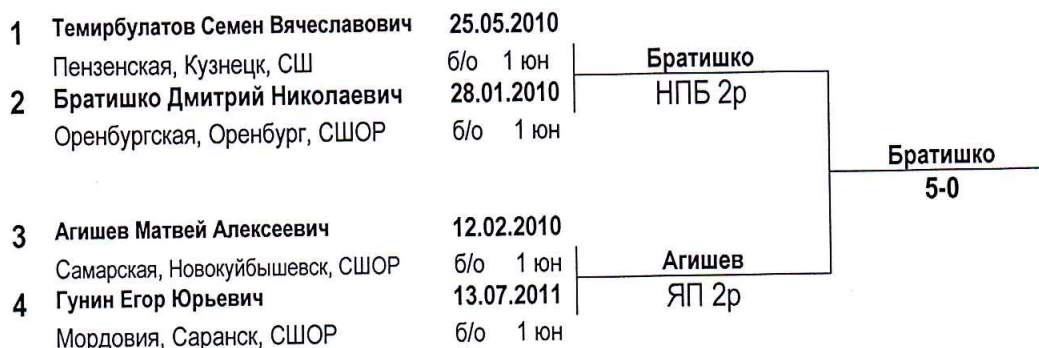 1 Темирбулатов Семен Вячеславович 25.05.2010
Пензенская, Кузнецк, СШ б/о 1 юн
2 Братишко Дмитрий Николаевич 28.01.2010
Оренбургская, Оренбург, СШОР б/о 1 юн
Братишко
НПБ 2р
3 Агишев Матвей Алексеевич 12.02.2010
Самарская, Новокуйбышевск, СШОР б/о 1 юн
4 Гунин Егор Юрьевич 13.07.2011
Мордовия, Саранск, СШОР б/о 1 юн
Агишев
ЯП 2р
Братишко
5-0